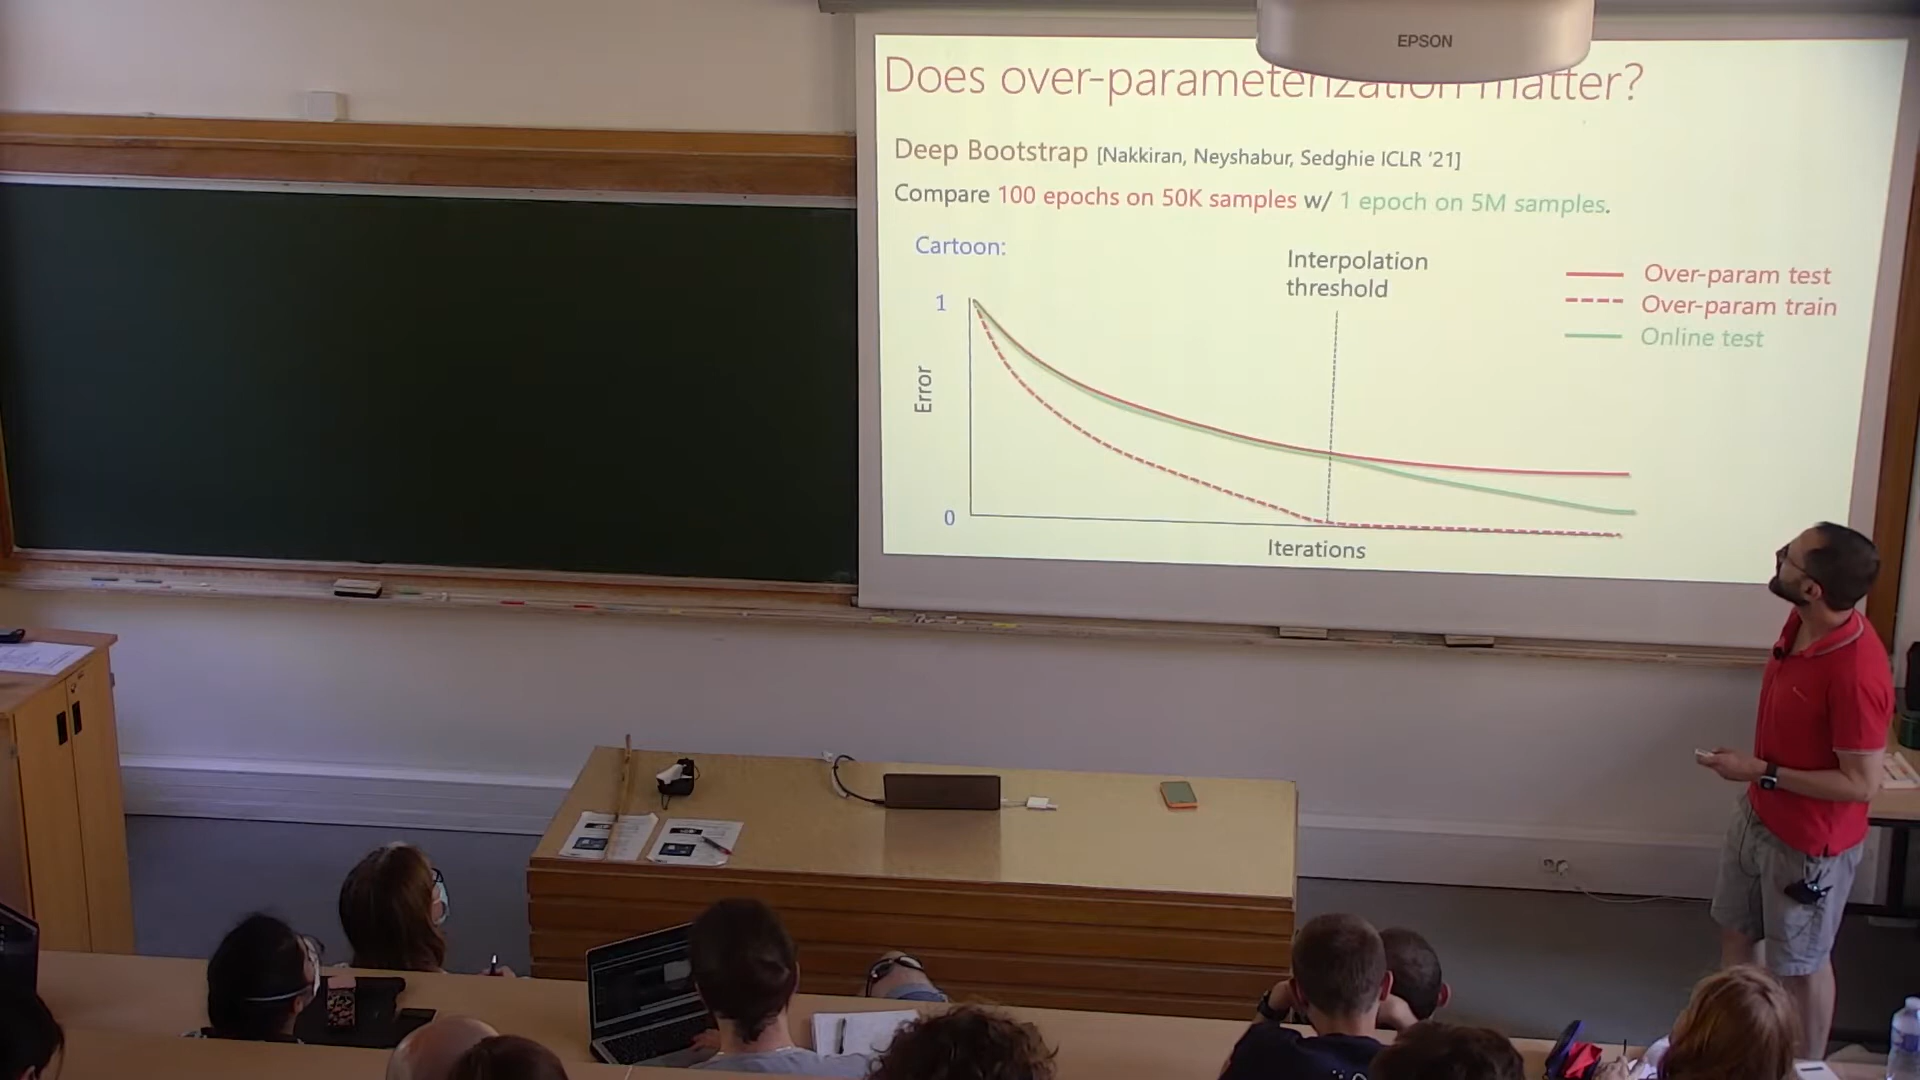 EPSON
Does over-parameterization matter?
Deep Bootstrap [Nakkiran, Neyshabur, Sedghie ICLR '21]
Compare 100 epochs on 50K samples w/ 1 epoch on 5M samples.
Cartoon:
Interpolation
threshold
Over-param test
Over-param train
Online test
1
Error
0
Iterations